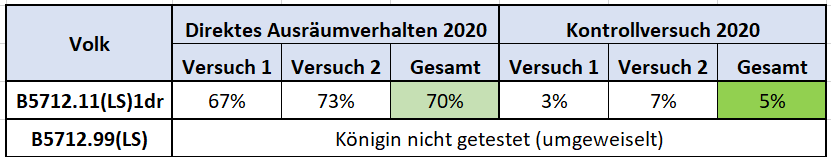 Volk Direktes Ausräumverhalten 2020 Kontrollversuch 2020
Versuch 1 Versuch 2 Gesamt Versuch 1 Versuch 2 Gesamt
B5712.11(LS)1dr 67% 73% 70% 3% 7% 5%
B5712.99(LS) Königin nicht getestet (umgeweiselt)